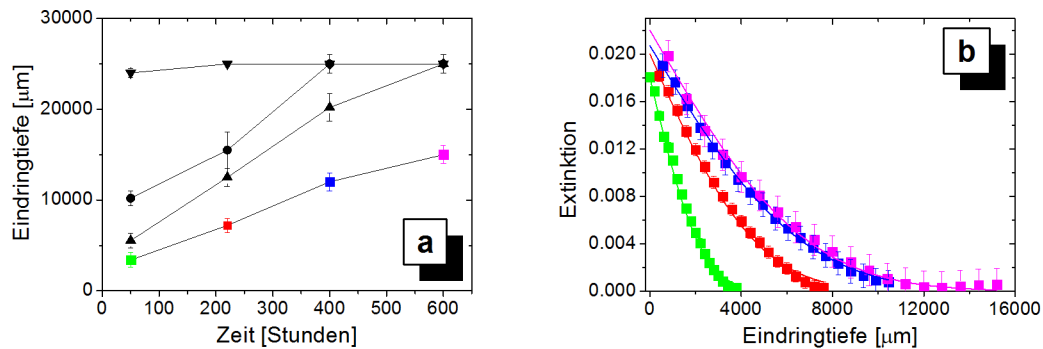 30000
20000
10000
0
0 100 200 300 400 500 600
Eindringtiefe [μm]
Zeit [Stunden]
a
0.020
0.016
0.012
0.008
0.004
0.000
0 4000 8000 12000 16000
Extinktion
Eindringtiefe [μm]
b